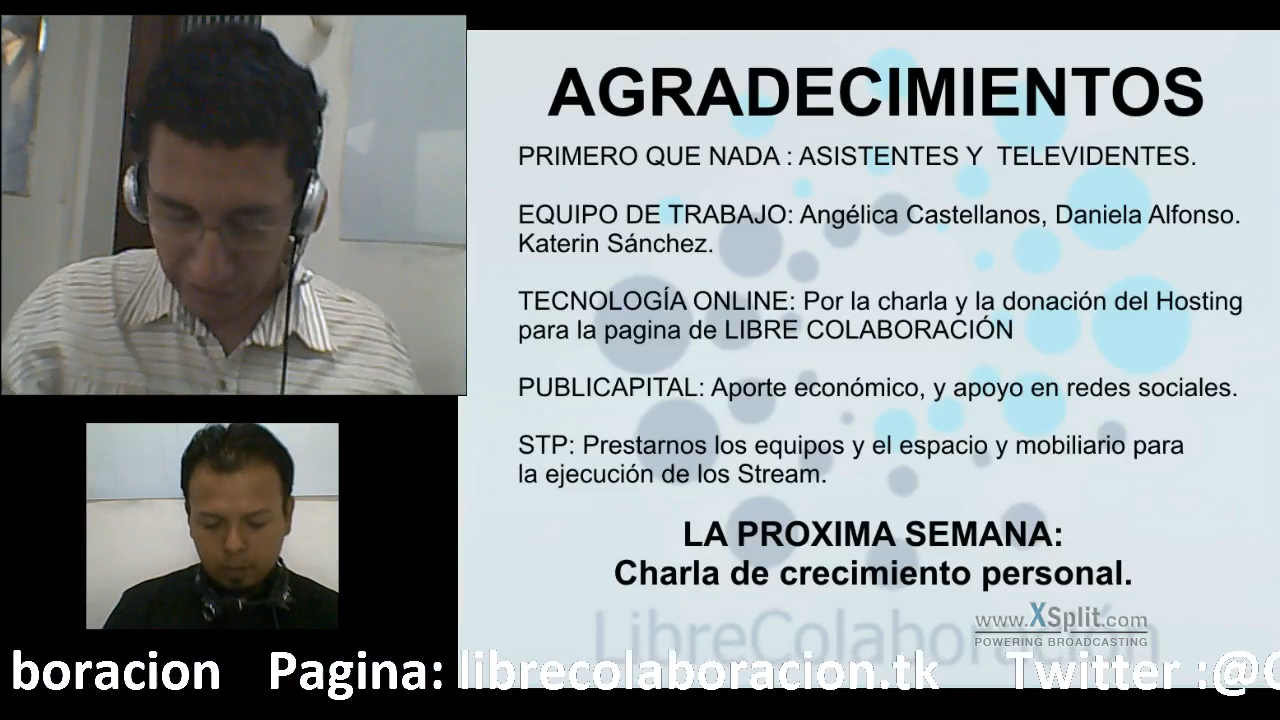 AGRADECIMIENTOS
PRIMERO QUE NADA : ASISTENTES Y TELEVIDENTES.
EQUIPO DE TRABAJO: Angélica Castellanos, Daniela Alfonso.
Katerin Sánchez.
TECNOLOGÍA ONLINE: Por la charla y la donación del Hosting
para la pagina de LIBRE COLABORACIÓN
PUBLICAPITAL: Aporte económico, y apoyo en redes sociales.
STP: Prestarnos los equipos y el espacio y mobiliario para
la ejecución de los Stream.
LA PROXIMA SEMANA:
Charla de crecimiento personal.
www.XSplit.com
POWERING BROADCASTING
LibreColaboración
boracion Pagina: librecolaboracion.tk Twitter :@